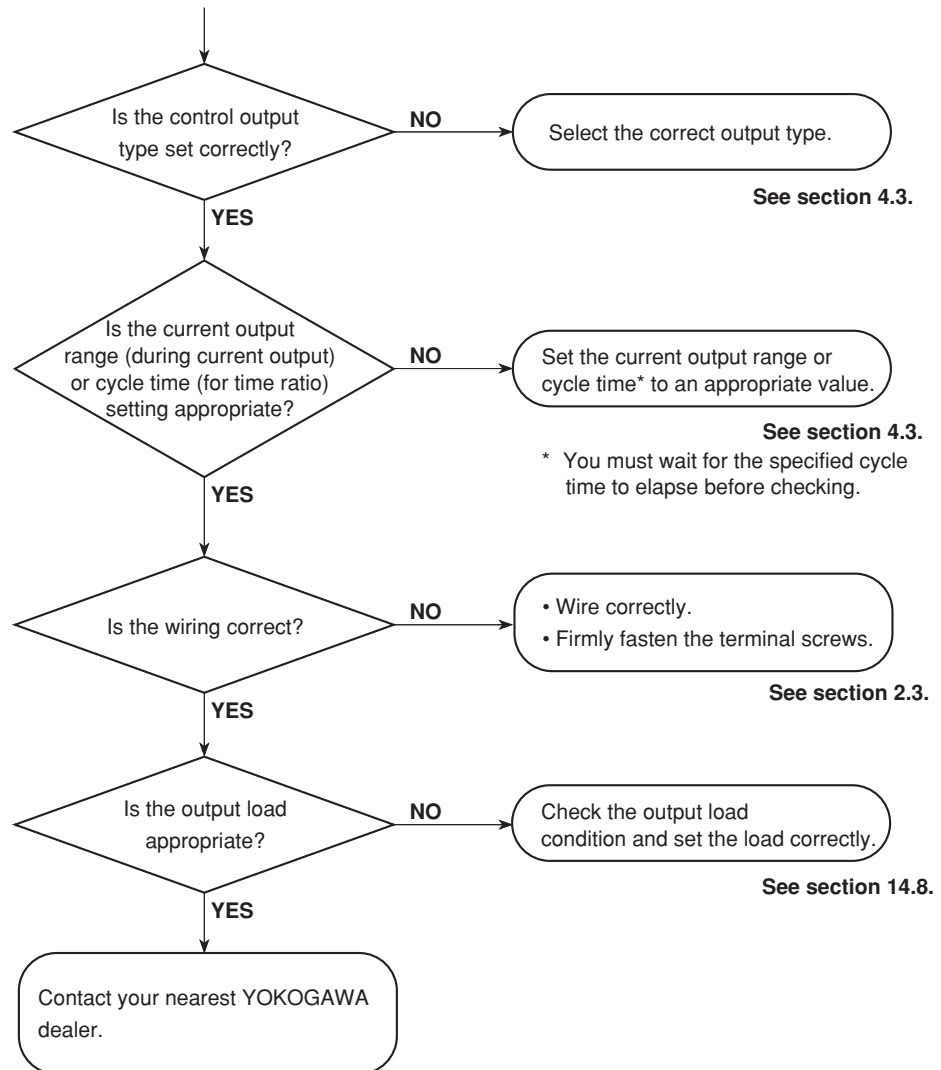 Is the control output
type set correctly?
NO
Select the correct output type.
See section 4.3.
YES
Is the current output
range (during current output)
or cycle time (for time ratio)
setting appropriate?
NO
Set the current output range or
cycle time* to an appropriate value.
See section 4.3.
* You must wait for the specified cycle
time to elapse before checking.
YES
Is the wiring correct?
NO
• Wire correctly.
• Firmly fasten the terminal screws.
See section 2.3.
YES
Is the output load
appropriate?
NO
Check the output load
condition and set the load correctly.
See section 14.8.
YES
Contact your nearest YOKOGAWA
dealer.